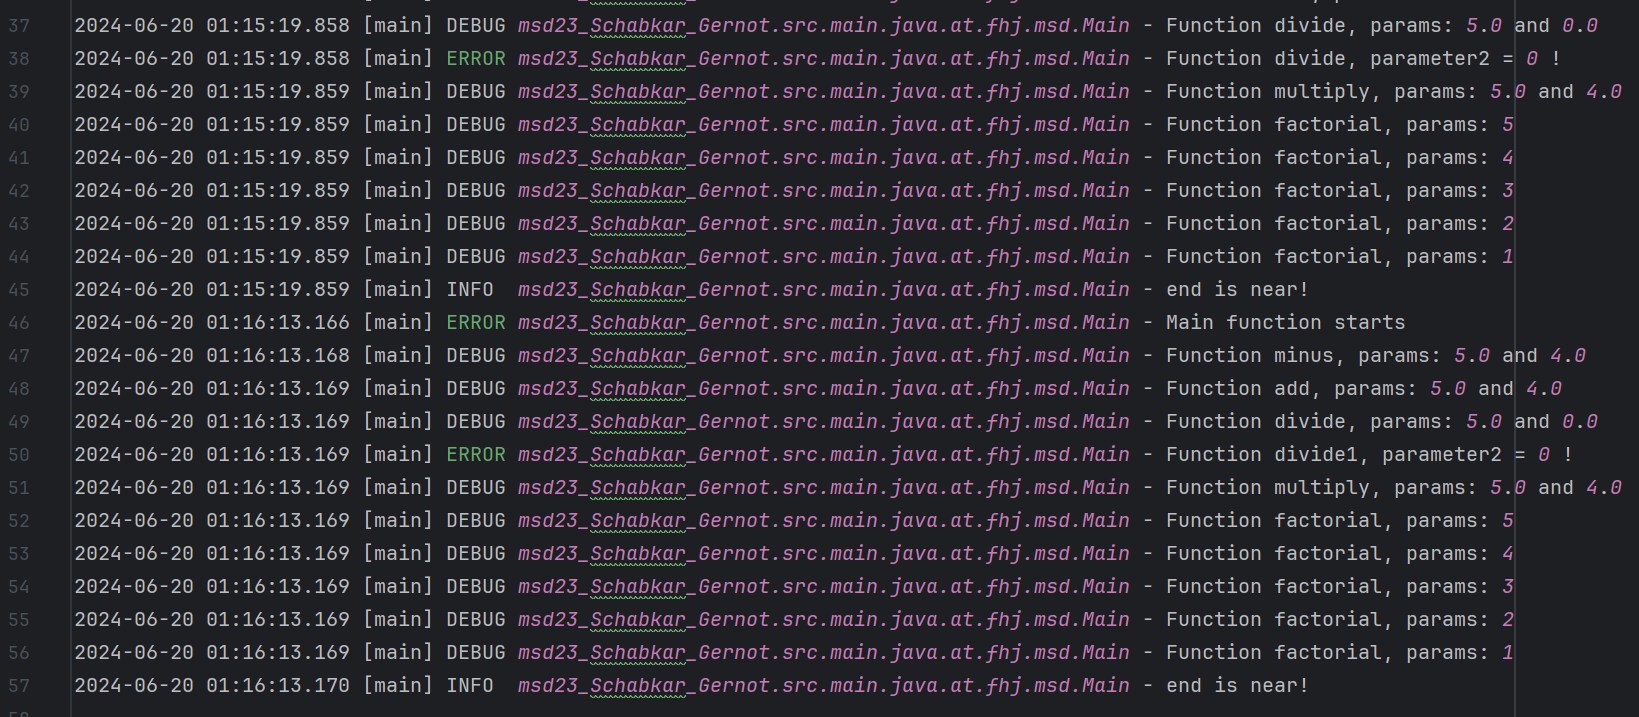 37 2024-06-20 01:15:19.858 [main] DEBUG msd23_Schabkar_Gernot.src.main.java.at.fhj.msd.Main - Function divide, params: 5.0 and 0.0
38 2024-06-20 01:15:19.858 [main] ERROR msd23_Schabkar_Gernot.src.main.java.at.fhj.msd.Main - Function divide, parameter2 = 0 !
39 2024-06-20 01:15:19.859 [main] DEBUG msd23_Schabkar_Gernot.src.main.java.at.fhj.msd.Main - Function multiply, params: 5.0 and 4.0
40 2024-06-20 01:15:19.859 [main] DEBUG msd23_Schabkar_Gernot.src.main.java.at.fhj.msd.Main - Function factorial, params: 5
41 2024-06-20 01:15:19.859 [main] DEBUG msd23_Schabkar_Gernot.src.main.java.at.fhj.msd.Main - Function factorial, params: 4
42 2024-06-20 01:15:19.859 [main] DEBUG msd23_Schabkar_Gernot.src.main.java.at.fhj.msd.Main - Function factorial, params: 3
43 2024-06-20 01:15:19.859 [main] DEBUG msd23_Schabkar_Gernot.src.main.java.at.fhj.msd.Main - Function factorial, params: 2
44 2024-06-20 01:15:19.859 [main] DEBUG msd23_Schabkar_Gernot.src.main.java.at.fhj.msd.Main - Function factorial, params: 1
45 2024-06-20 01:15:19.859 [main] INFO  msd23_Schabkar_Gernot.src.main.java.at.fhj.msd.Main - end is near!
46 2024-06-20 01:16:13.166 [main] ERROR msd23_Schabkar_Gernot.src.main.java.at.fhj.msd.Main - Main function starts
47 2024-06-20 01:16:13.168 [main] DEBUG msd23_Schabkar_Gernot.src.main.java.at.fhj.msd.Main - Function minus, params: 5.0 and 4.0
48 2024-06-20 01:16:13.169 [main] DEBUG msd23_Schabkar_Gernot.src.main.java.at.fhj.msd.Main - Function add, params: 5.0 and 4.0
49 2024-06-20 01:16:13.169 [main] DEBUG msd23_Schabkar_Gernot.src.main.java.at.fhj.msd.Main - Function divide, params: 5.0 and 0.0
50 2024-06-20 01:16:13.169 [main] ERROR msd23_Schabkar_Gernot.src.main.java.at.fhj.msd.Main - Function divide1, parameter2 = 0 !
51 2024-06-20 01:16:13.169 [main] DEBUG msd23_Schabkar_Gernot.src.main.java.at.fhj.msd.Main - Function multiply, params: 5.0 and 4.0
52 2024-06-20 01:16:13.169 [main] DEBUG msd23_Schabkar_Gernot.src.main.java.at.fhj.msd.Main - Function factorial, params: 5
53 2024-06-20 01:16:13.169 [main] DEBUG msd23_Schabkar_Gernot.src.main.java.at.fhj.msd.Main - Function factorial, params: 4
54 2024-06-20 01:16:13.169 [main] DEBUG msd23_Schabkar_Gernot.src.main.java.at.fhj.msd.Main - Function factorial, params: 3
55 2024-06-20 01:16:13.169 [main] DEBUG msd23_Schabkar_Gernot.src.main.java.at.fhj.msd.Main - Function factorial, params: 2
56 2024-06-20 01:16:13.169 [main] DEBUG msd23_Schabkar_Gernot.src.main.java.at.fhj.msd.Main - Function factorial, params: 1
57 2024-06-20 01:16:13.170 [main] INFO  msd23_Schabkar_Gernot.src.main.java.at.fhj.msd.Main - end is near!